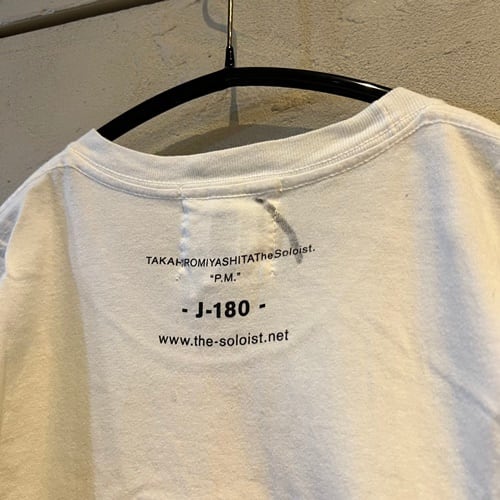 TAKAHIROMIYASHITATheSoloist.
"P.M."
- J-180 -
www.the-soloist.net